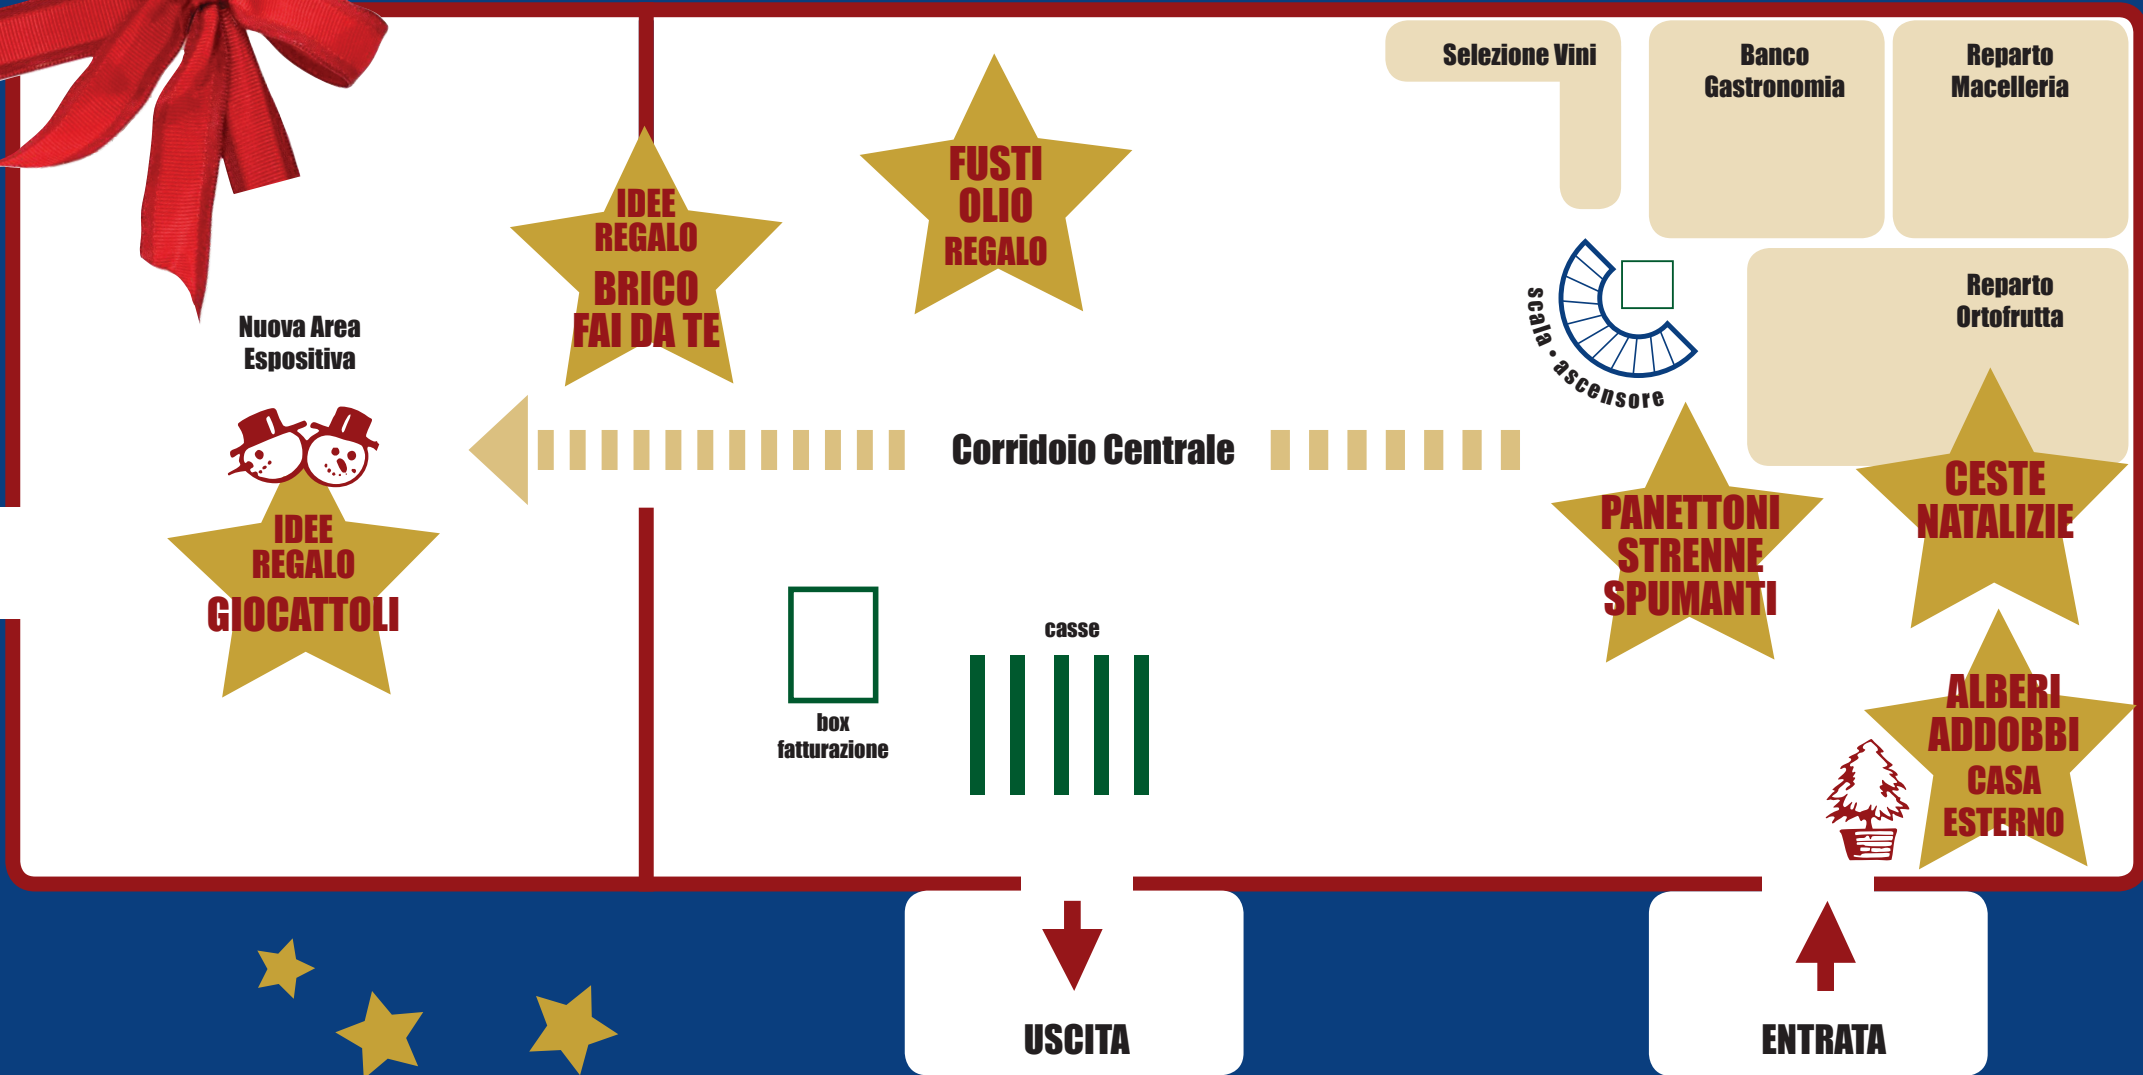 Selezione Vini
Banco
Gastronomia
Reparto
Macelleria
FUSTI
OLIO
REGALO
IDEE
REGALO
BRICO
FAI DA TE
Reparto
Ortofrutta
scala • ascensore
Nuova Area
Espositiva
Corridoio Centrale
IDEE
REGALO
GIOCATTOLI
PANETTONI
STRENNE
SPUMANTI
CESTE
NATALIZIE
casse
box
fatturazione
ALBERI
ADDOBBI
CASA
ESTERNO
USCITA
ENTRATA